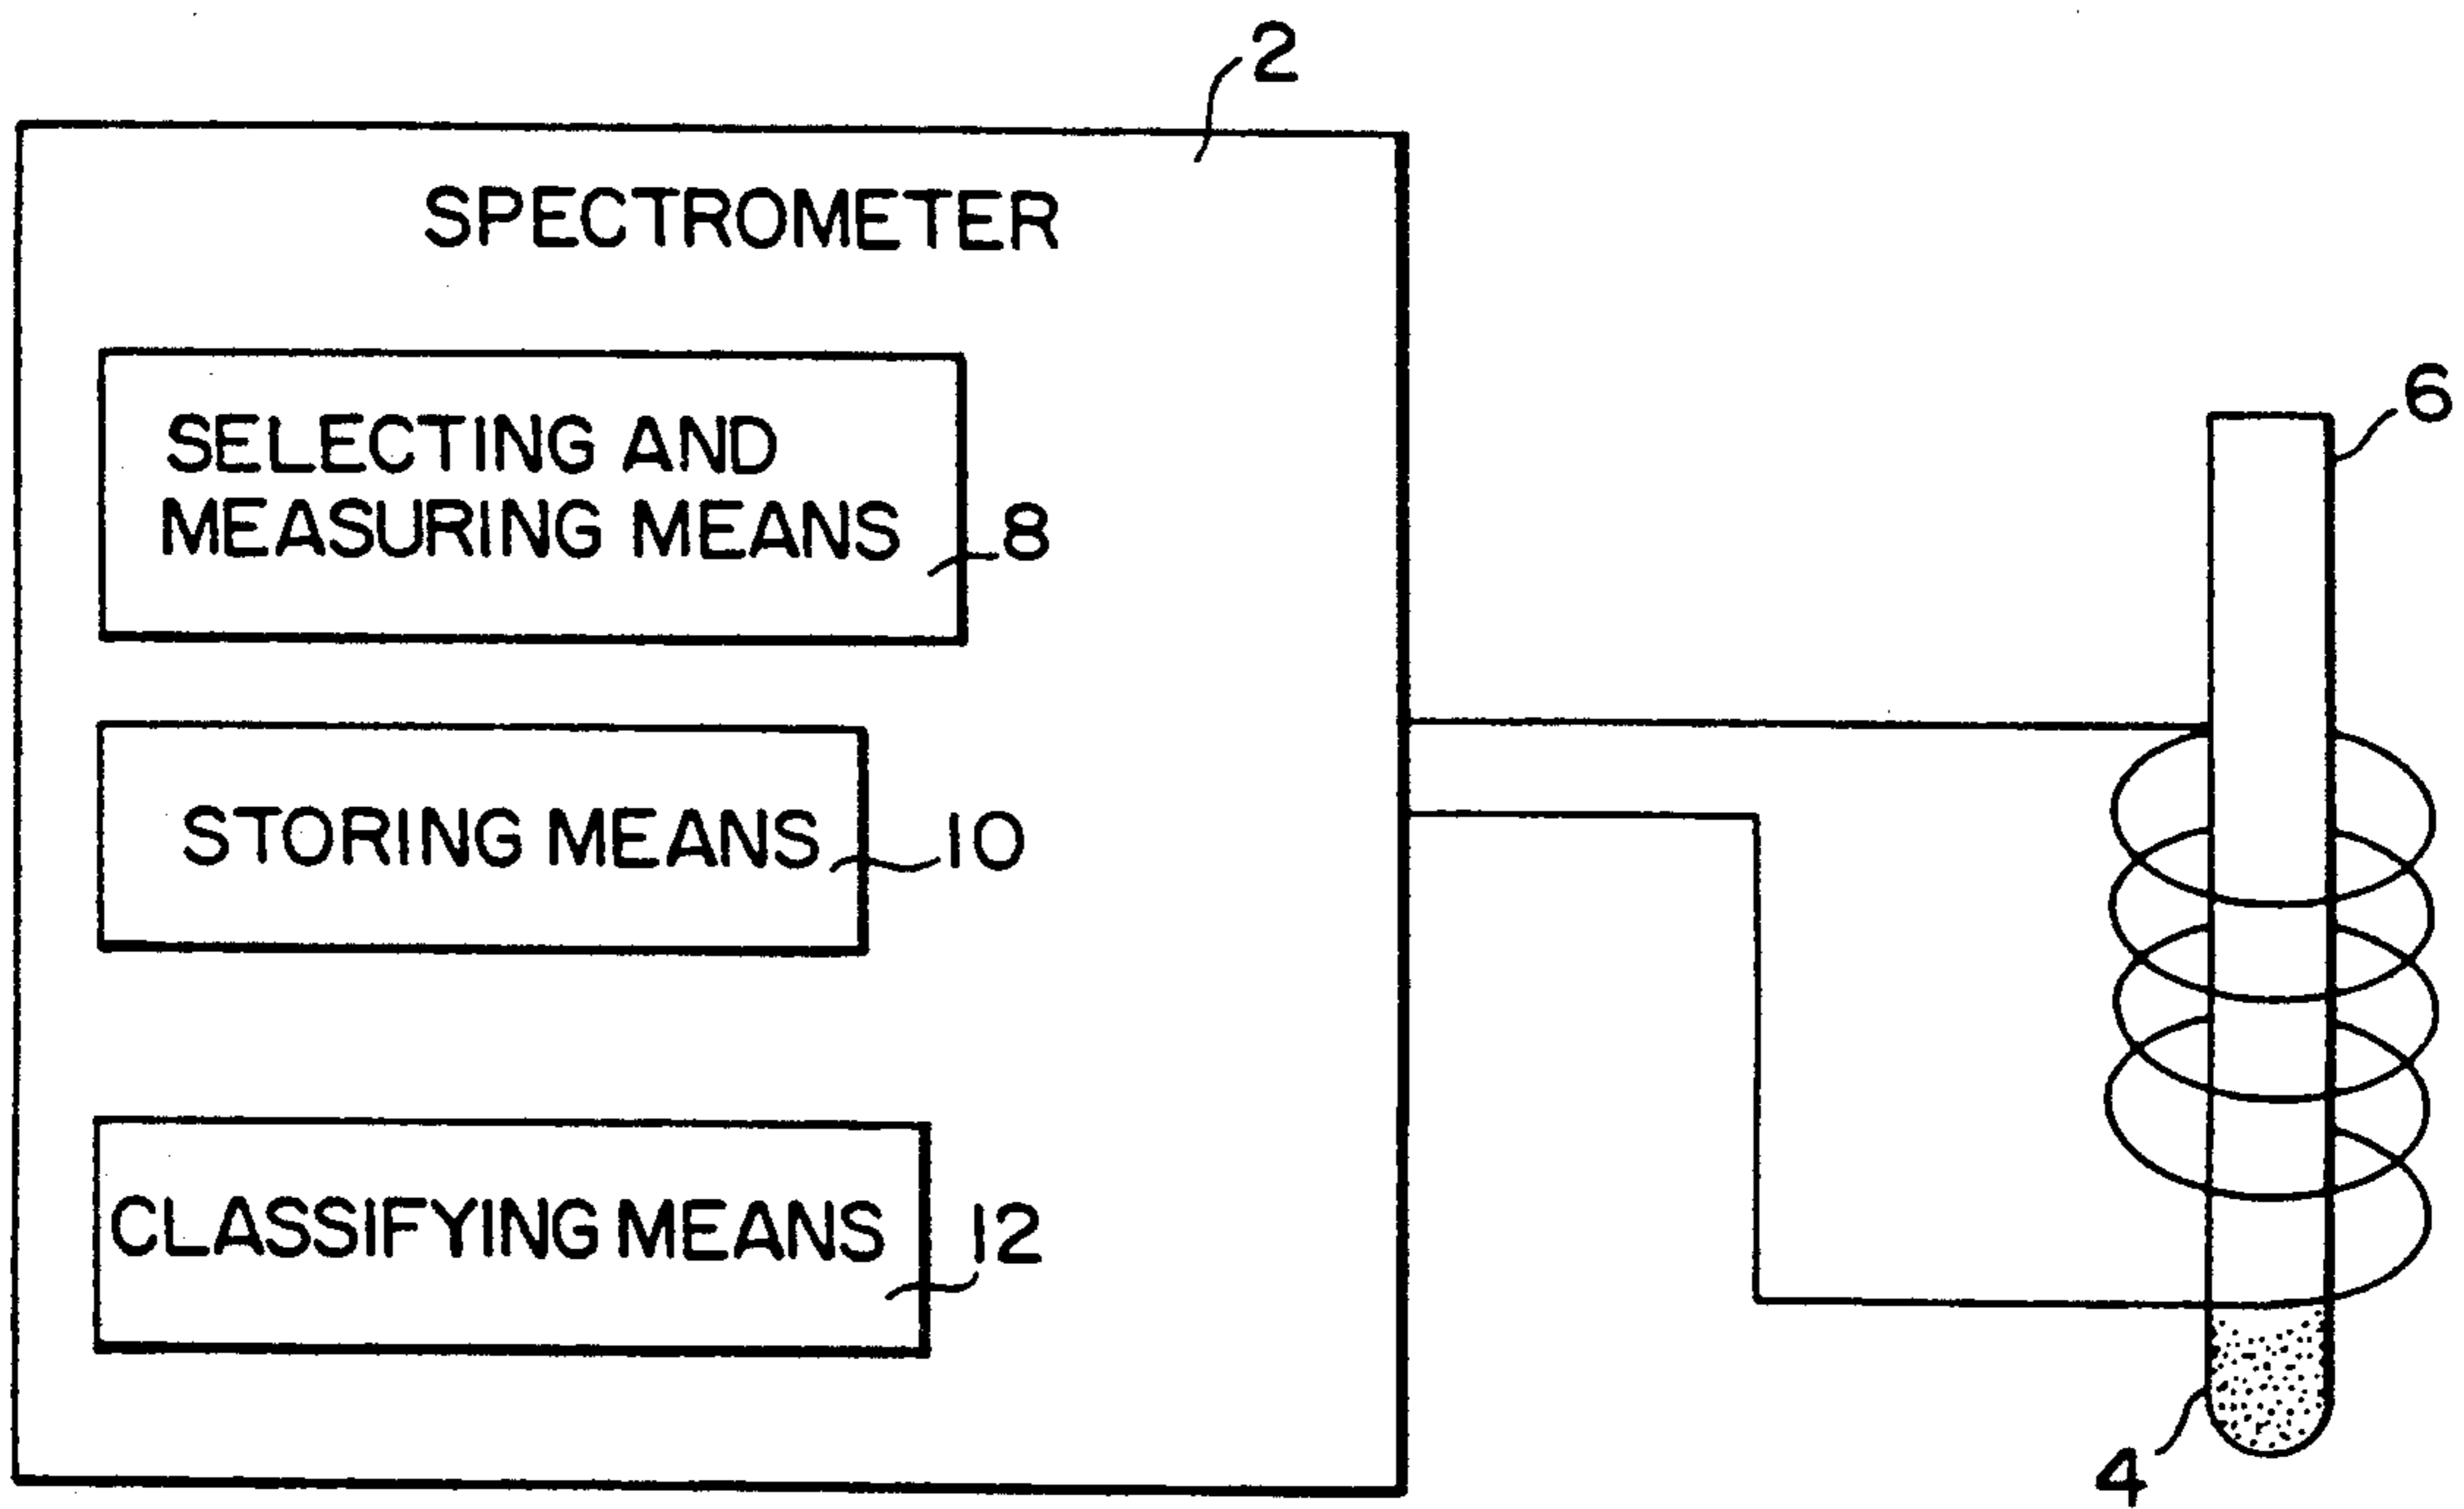 2
SPECTROMETER
6
SELECTING AND
MEASURING MEANS
8
STORING MEANS
10
CLASSIFYING MEANS
12
4